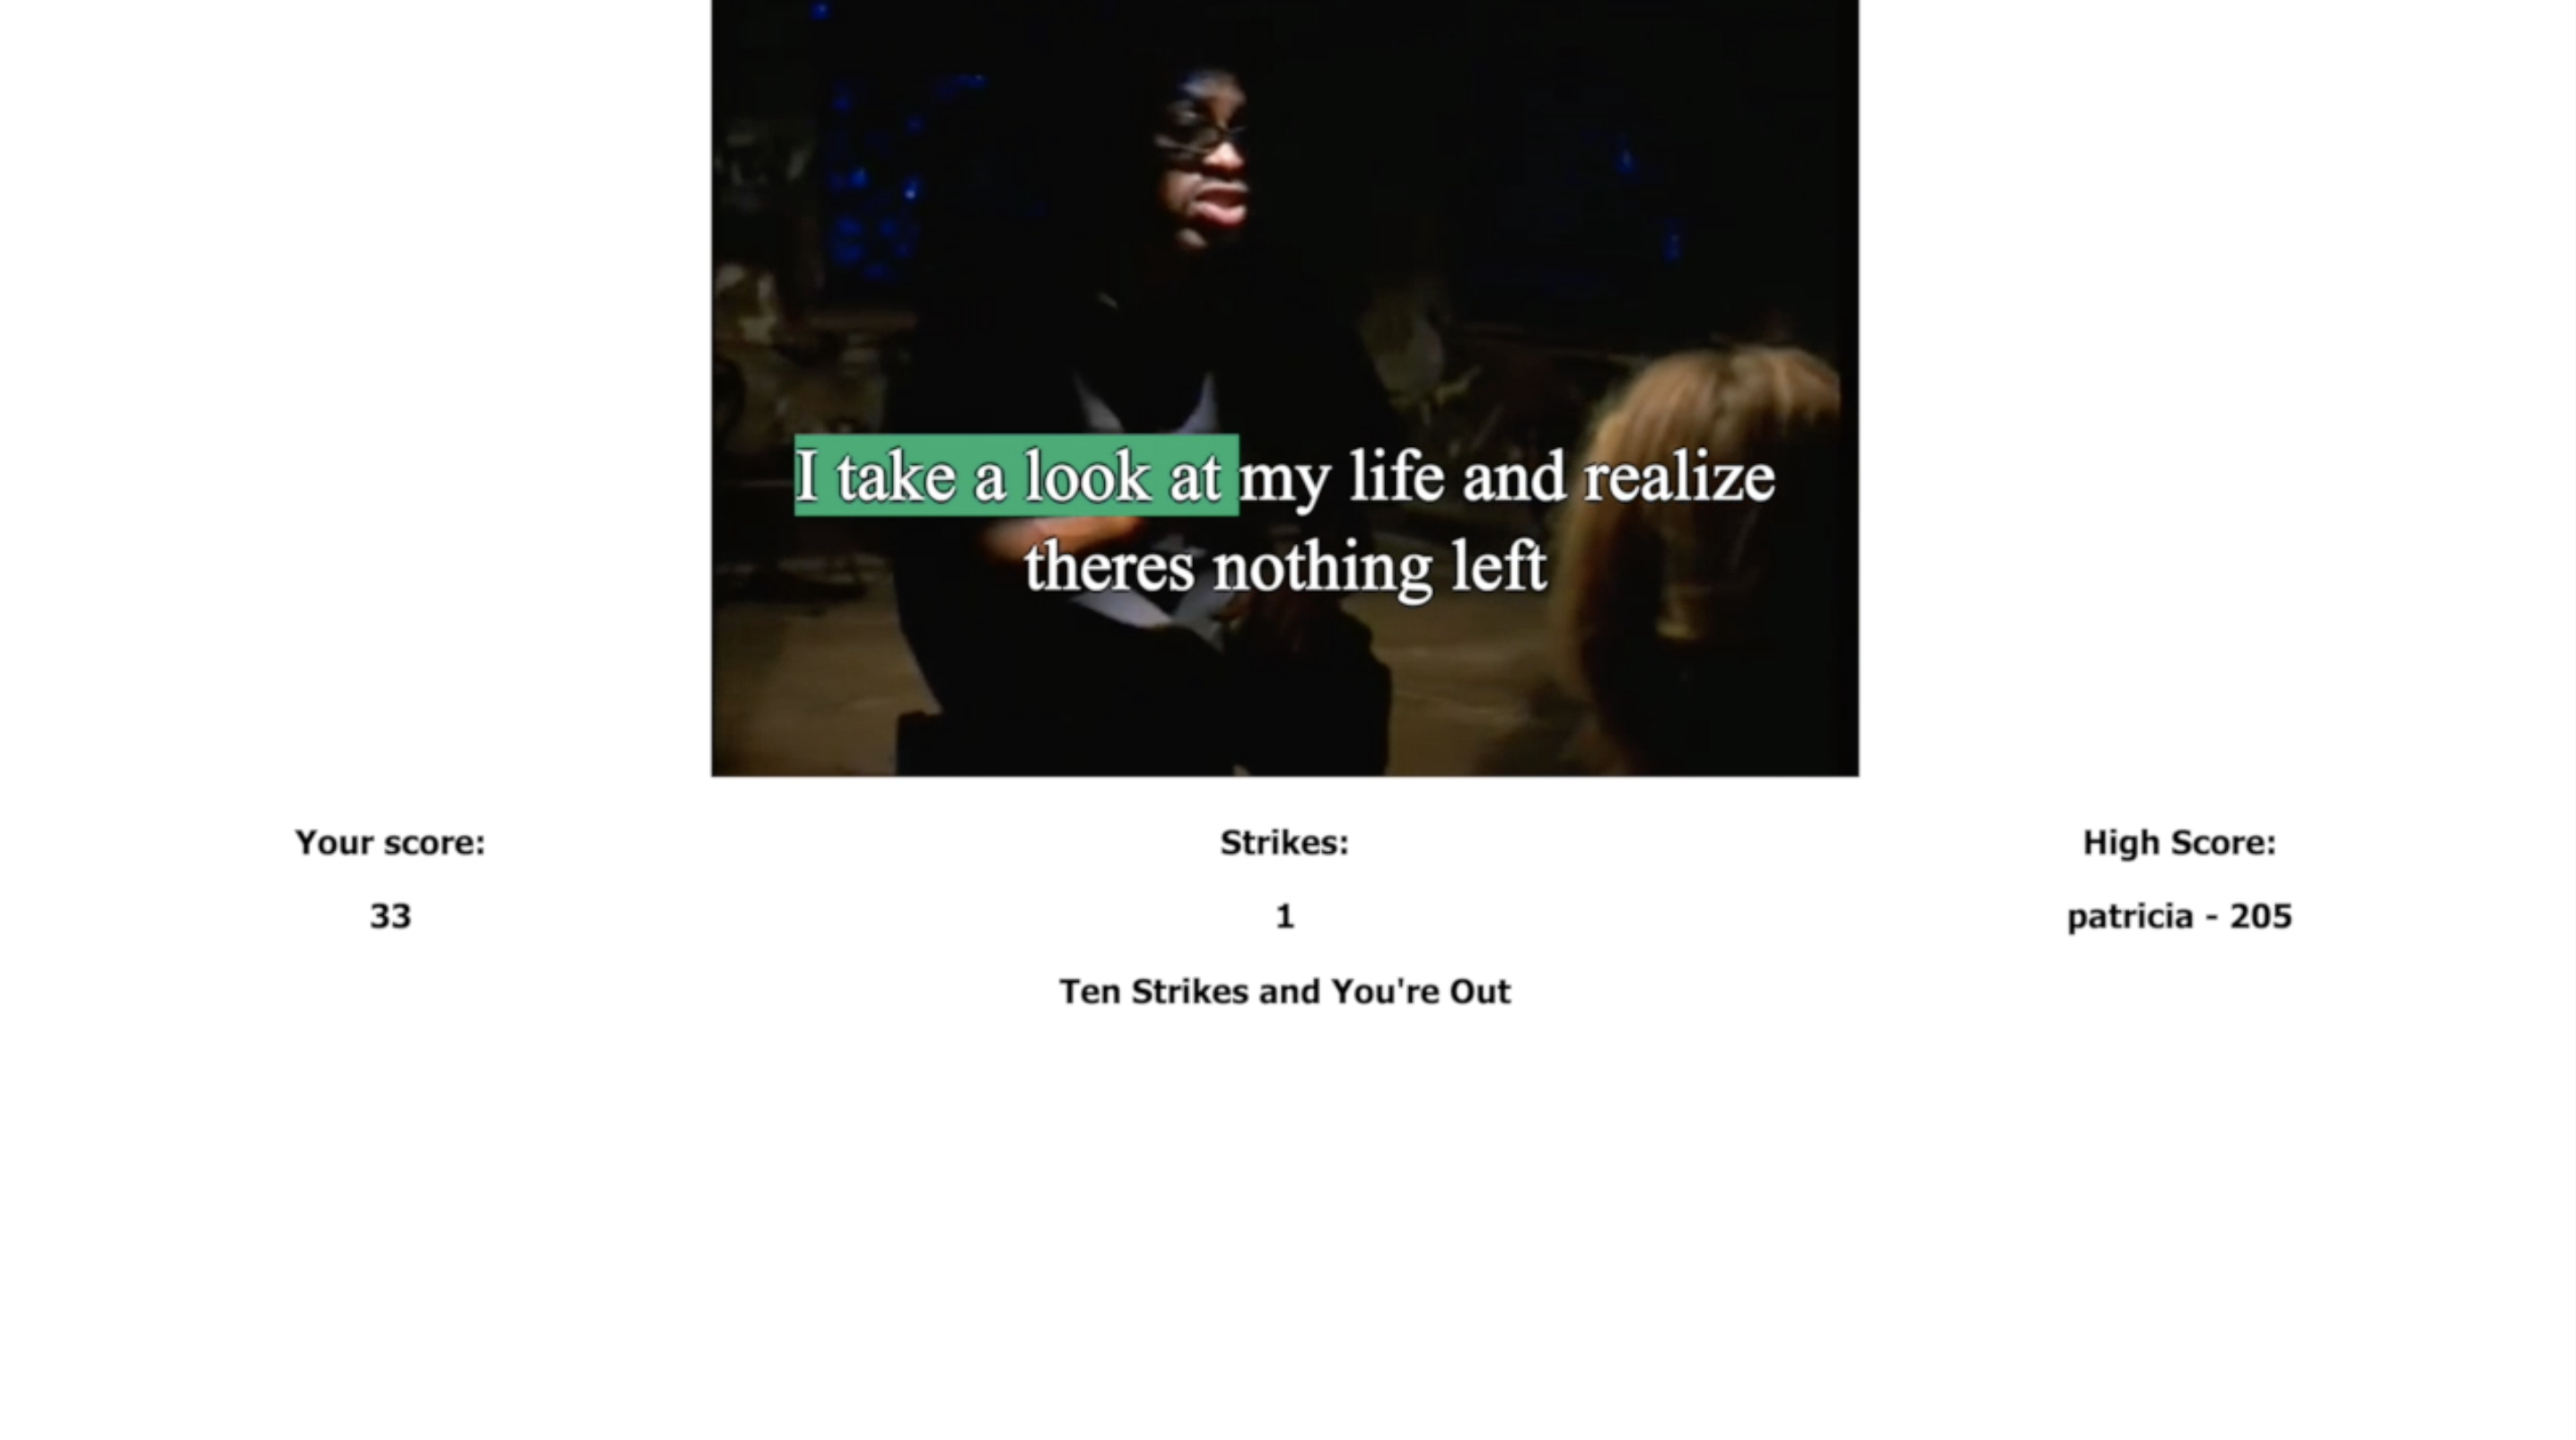 I take a look at my life and realize
theres nothing left
Your score:
33
Strikes:
1
Ten Strikes and You're Out
High Score:
patricia - 205